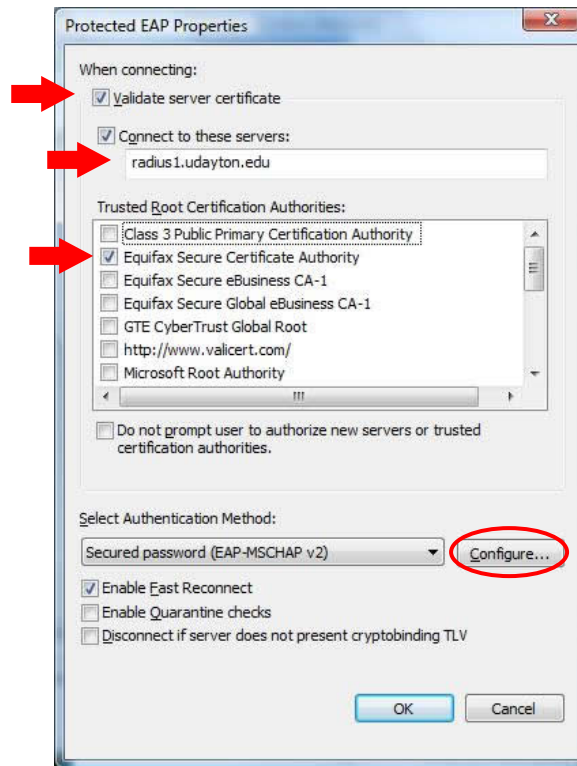 Protected EAP Properties
When connecting:
Validate server certificate
Connect to these servers:
radius1.udayton.edu
Trusted Root Certification Authorities:
Class 3 Public Primary Certification Authority
Equifax Secure Certificate Authority
Equifax Secure eBusiness CA-1
Equifax Secure Global eBusiness CA-1
GTE CyberTrust Global Root
http://www.valicert.com/
Microsoft Root Authority
Do not prompt user to authorize new servers or trusted
certification authorities.
Select Authentication Method:
Secured password (EAP-MSCHAP v2)
Configure...
Enable Fast Reconnect
Enable Quarantine checks
Disconnect if server does not present cryptobinding TLV
OK
Cancel